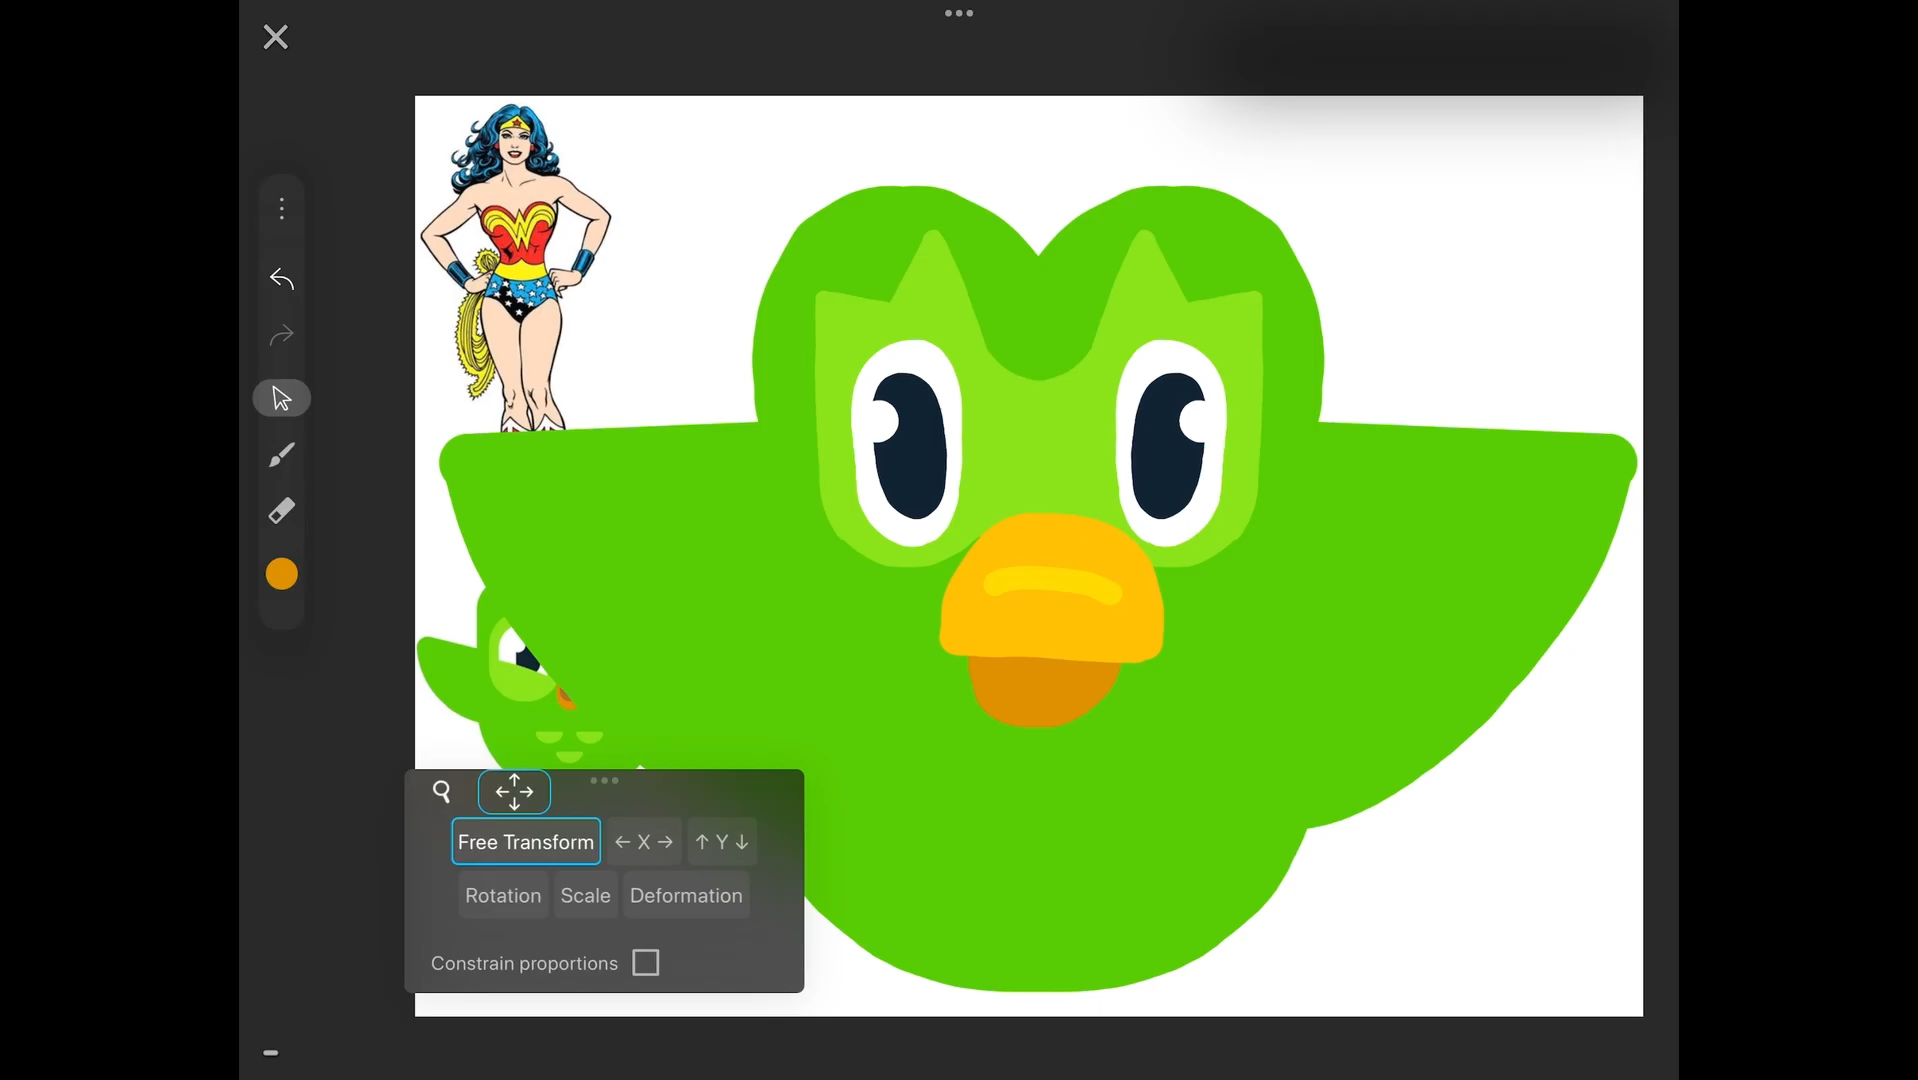 Free Transform
← X →
↑ Y ↓
Rotation
Scale
Deformation
Constrain proportions